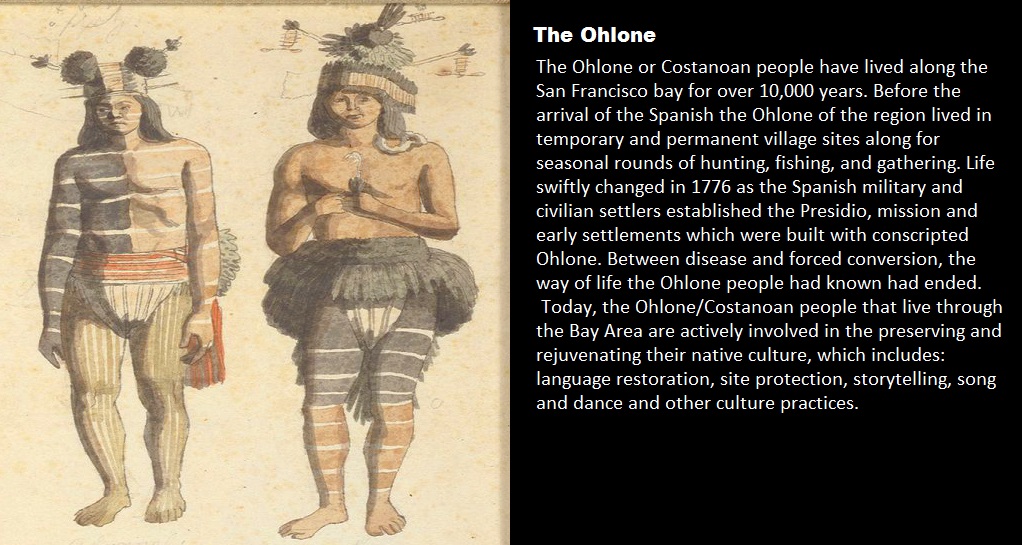 The Ohlone
The Ohlone or Costanoan people have lived along the
San Francisco bay for over 10,000 years. Before the
arrival of the Spanish the Ohlone of the region lived in
temporary and permanent village sites along for
seasonal rounds of hunting, fishing, and gathering. Life
swiftly changed in 1776 as the Spanish military and
civilian settlers established the Presidio, mission and
early settlements which were built with conscripted
Ohlone. Between disease and forced conversion, the
way of life the Ohlone people had known had ended.
Today, the Ohlone/Costanoan people that live through
the Bay Area are actively involved in the preserving and
rejuvenating their native culture, which includes:
language restoration, site protection, storytelling, song
and dance and other culture practices.